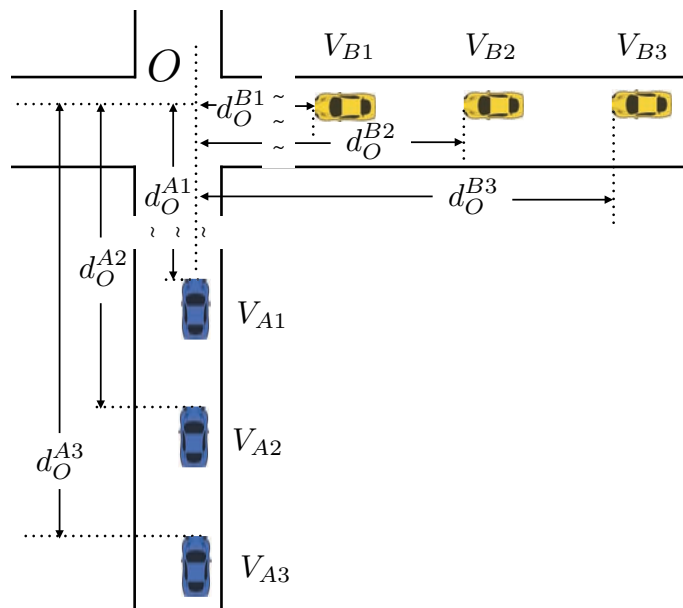 V_{B1} V_{B2} V_{B3}
O
d_O^{B1}
d_O^{B2}
d_O^{A1} d_O^{B3}
d_O^{A2}
V_{A1}
V_{A2}
d_O^{A3}
V_{A3}